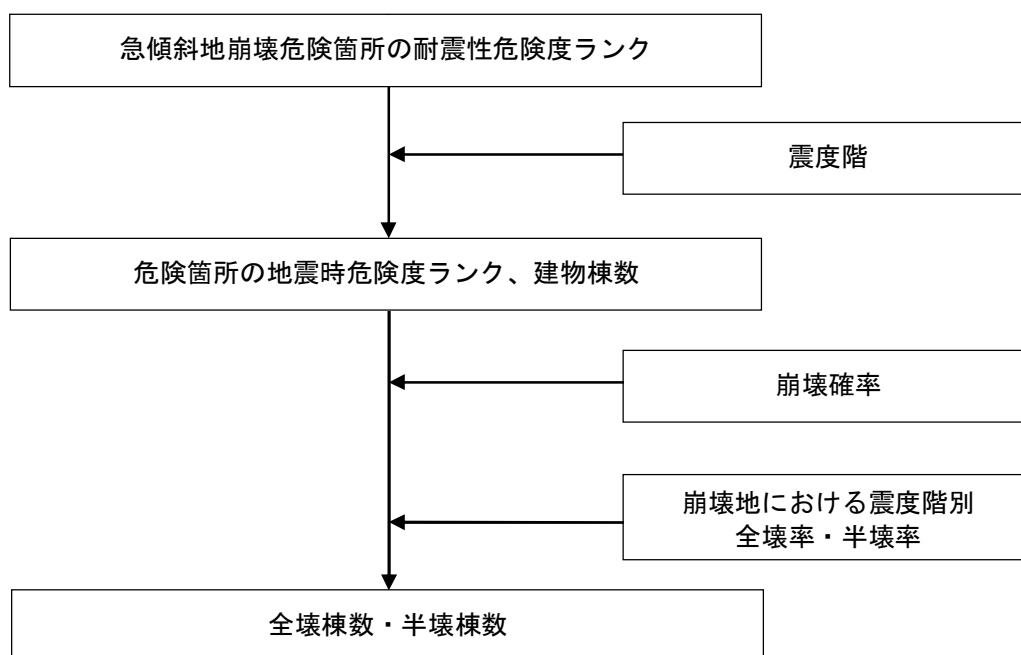 急傾斜地崩壊危険箇所の耐震性危険度ランク
震度階
危険箇所の地震時危険度ランク、建物棟数
崩壊確率
崩壊地における震度階別
全壊率・半壊率
全壊棟数・半壊棟数